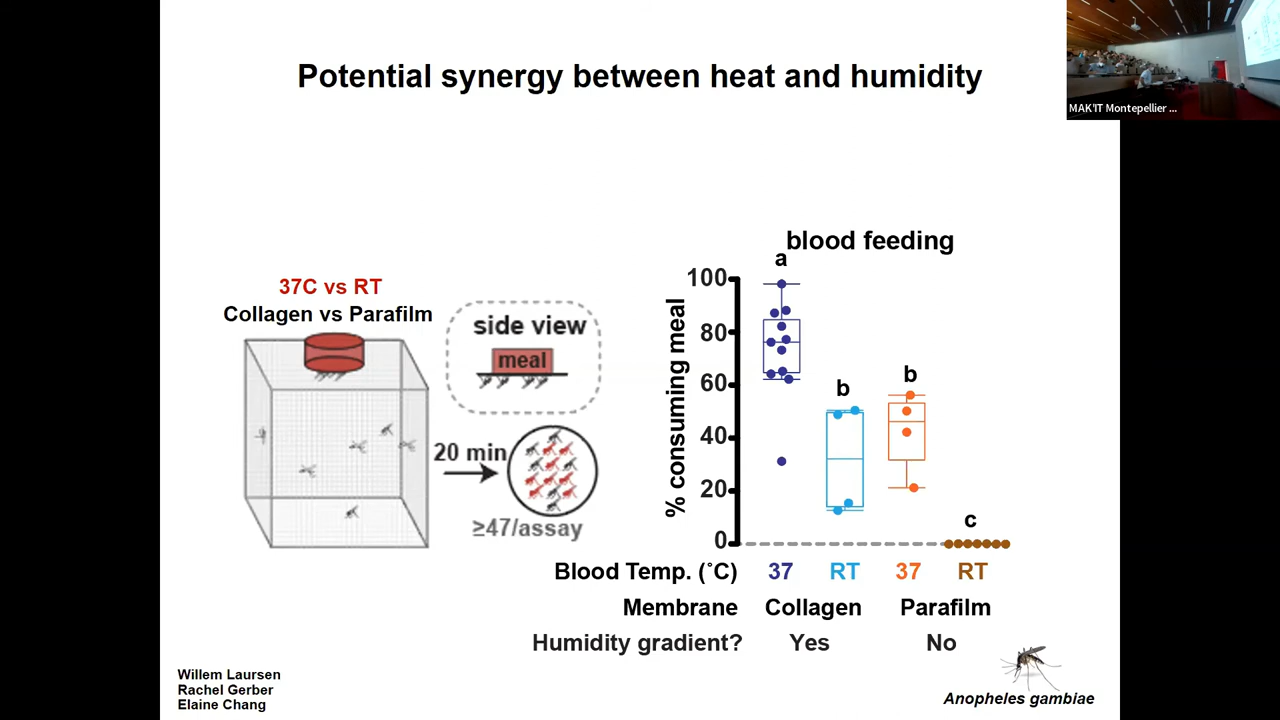 Potential synergy between heat and humidity
MAK'IT Montepellier ...
37C vs RT
Collagen vs Parafilm
side view
meal
20 min
≥47/assay
blood feeding
% consuming meal
100
80
60
40
20
0
a
b
b
c
Blood Temp. (˚C) 37 RT 37 RT
Membrane Collagen Parafilm
Humidity gradient? Yes No
Willem Laursen
Rachel Gerber
Elaine Chang
Anopheles gambiae